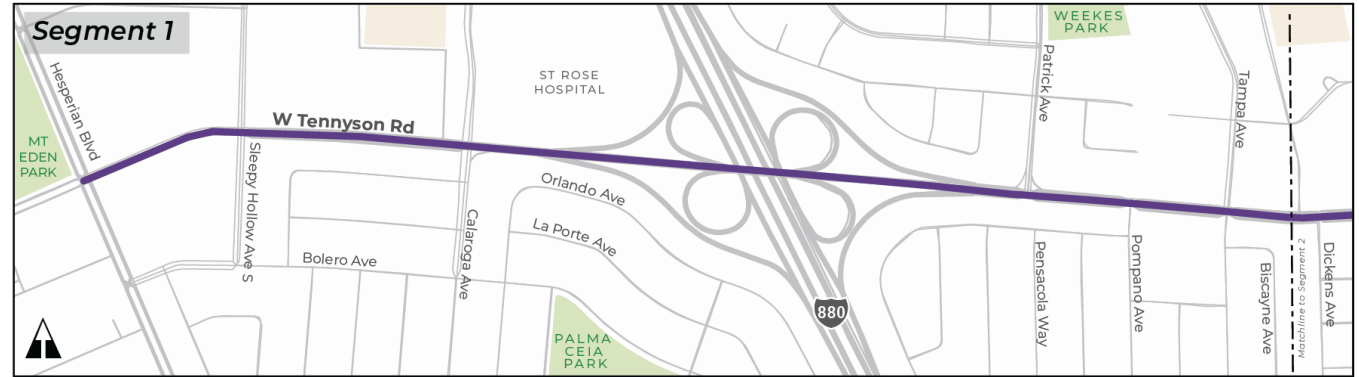 Segment 1
Hesperian Blvd
MT
EDEN
PARK
W Tennyson Rd
Sleepy Hollow Ave S
Bolero Ave
Calaroga Ave
ST ROSE
HOSPITAL
Orlando Ave
La Porte Ave
PALMA
CEIA
PARK
880
WEEKES
PARK
Patrick Ave
Tampa Ave
Pensacola Way
Pompano Ave
Biscayne Ave
Matchline to Segment 2
Dickens Ave